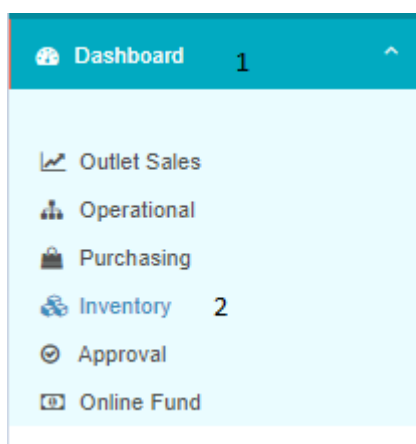 Dashboard 1
Outlet Sales
Operational
Purchasing
Inventory 2
Approval
Online Fund